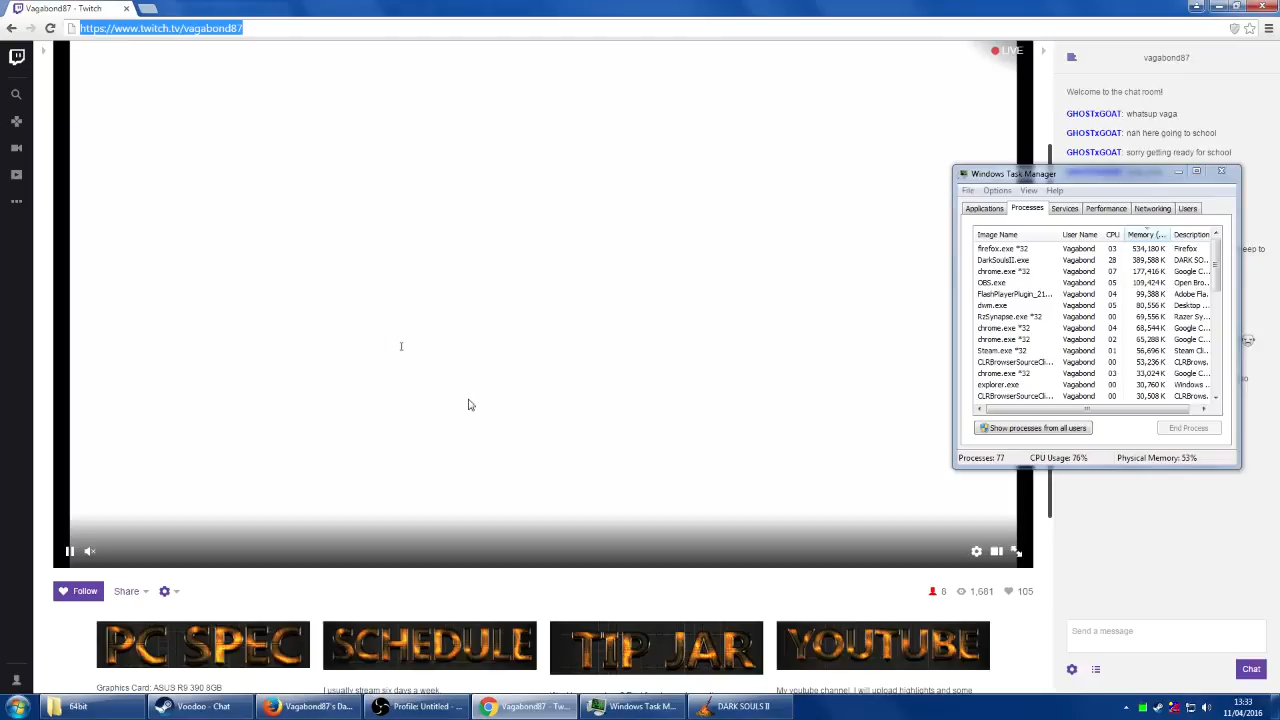 Vagabond87 - Twitch
https://www.twitch.tv/vagabond87
LIVE
vagabond87
Welcome to the chat room!
GHOSTxGOAT: whatsup vaga
GHOSTxGOAT: nah here going to school
GHOSTxGOAT: sorry getting ready for school
Windows Task Manager
File Options View Help
Applications Processes Services Performance Networking Users
Image Name User Name CPU Memory (... Description
firefox.exe *32 Vagabond 03 534,180 K Firefox
DarkSoulsII.exe Vagabond 28 389,588 K DARK SO...
chrome.exe *32 Vagabond 07 177,416 K Google C...
OBS.exe Vagabond 05 109,424 K Open Bro...
FlashPlayerPlugin_21... Vagabond 04 99,388 K Adobe Fla...
dwm.exe Vagabond 05 80,556 K Desktop ...
RzSynapse.exe *32 Vagabond 00 69,556 K Razer Sy...
chrome.exe *32 Vagabond 04 68,544 K Google C...
chrome.exe *32 Vagabond 02 65,288 K Google C...
Steam.exe *32 Vagabond 01 56,696 K Steam Cli...
CLRBrowserSourceCli... Vagabond 00 53,236 K CLRBrows...
chrome.exe *32 Vagabond 03 33,024 K Google C...
explorer.exe Vagabond 00 30,760 K Windows ...
CLRBrowserSourceCli... Vagabond 00 30,508 K CLRBrows...
Show processes from all users End Process
Processes: 77 CPU Usage: 76% Physical Memory: 53%
Follow Share 8 1,681 105
PC SPEC SCHEDULE TIP JAR YOUTUBE
Graphics Card: ASUS R9 390 8GB
I usually stream six days a week.
My youtube channel. I will upload highlights and some
Send a message
Chat
64bit Voodoo - Chat Vagabond87's Da... Profile: Untitled - ... Vagabond87 - Tw... Windows Task M... DARK SOULS II
13:33
11/04/2016